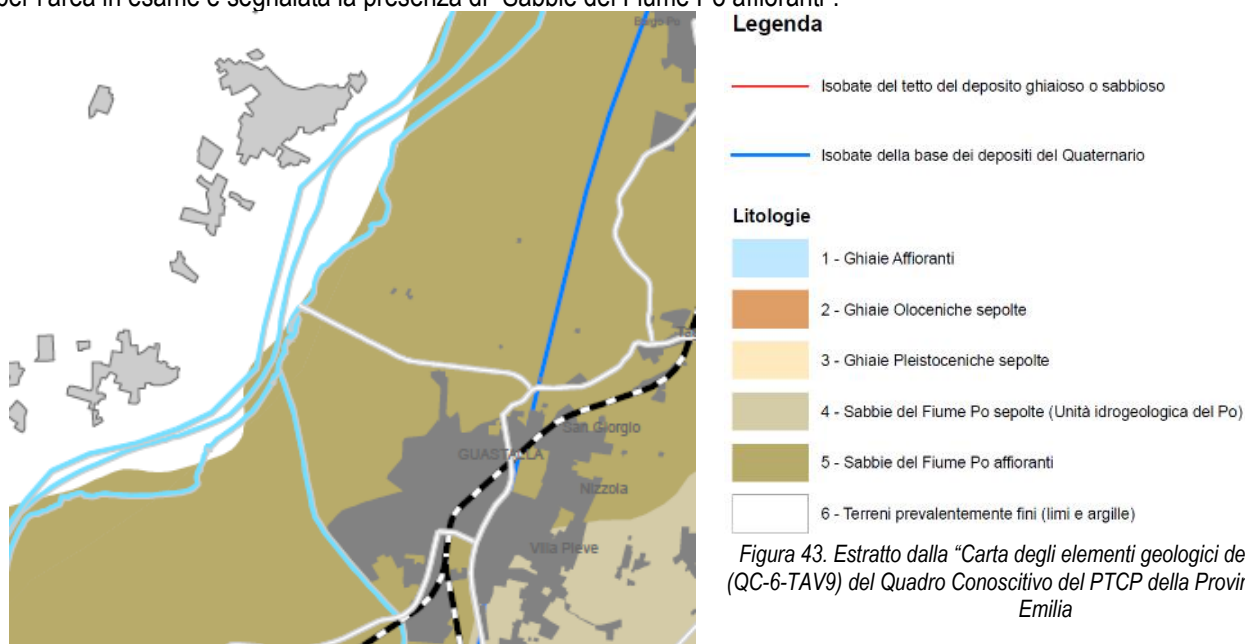 per l'area in esame è segnalata la presenza di "Sabbie del Fiume Po affioranti".
Borgo Po
GUASTALLA
San Giorgio
Nizzola
Villa Pieve
Legenda
Isobate del tetto del deposito ghiaioso o sabbioso
Isobate della base dei depositi del Quaternario
Litologie
1 - Ghiaie Affioranti
2 - Ghiaie Oloceniche sepolte
3 - Ghiaie Pleistoceniche sepolte
4 - Sabbie del Fiume Po sepolte (Unità idrogeologica del Po)
5 - Sabbie del Fiume Po affioranti
6 - Terreni prevalentemente fini (limi e argille)
Figura 43. Estratto dalla "Carta degli elementi geologici de
(QC-6-TAV9) del Quadro Conoscitivo del PTCP della Provin
Emilia